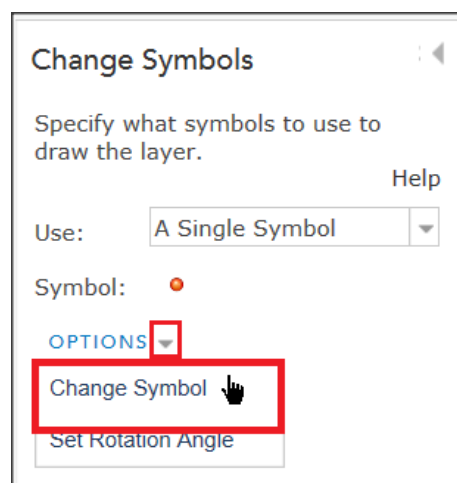 Change Symbols
Specify what symbols to use to
draw the layer.
Help
Use: A Single Symbol
Symbol:
OPTIONS
Change Symbol
Set Rotation Angle